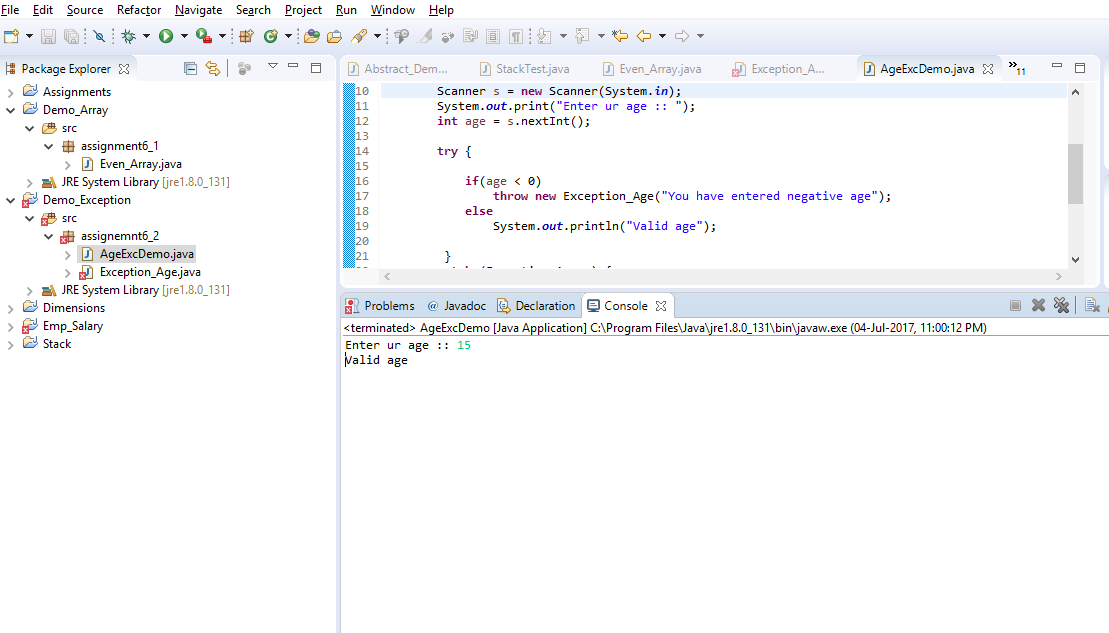 File Edit Source Refactor Navigate Search Project Run Window Help
Package Explorer
Assignments
Demo_Array
src
assignment6_1
Even_Array.java
JRE System Library [jre1.8.0_131]
Demo_Exception
src
assignemnt6_2
AgeExcDemo.java
Exception_Age.java
JRE System Library [jre1.8.0_131]
Dimensions
Emp_Salary
Stack
Abstract_Dem... StackTest.java Even_Array.java Exception_A... AgeExcDemo.java »11
10 Scanner s = new Scanner(System.in);
11 System.out.print("Enter ur age :: ");
12 int age = s.nextInt();
13
14 try {
15
16 if(age < 0)
17 throw new Exception_Age("You have entered negative age");
18 else
19 System.out.println("Valid age");
20
21 }
Problems @ Javadoc Declaration Console
<terminated> AgeExcDemo [Java Application] C:\Program Files\Java\jre1.8.0_131\bin\javaw.exe (04-Jul-2017, 11:00:12 PM)
Enter ur age :: 15
Valid age